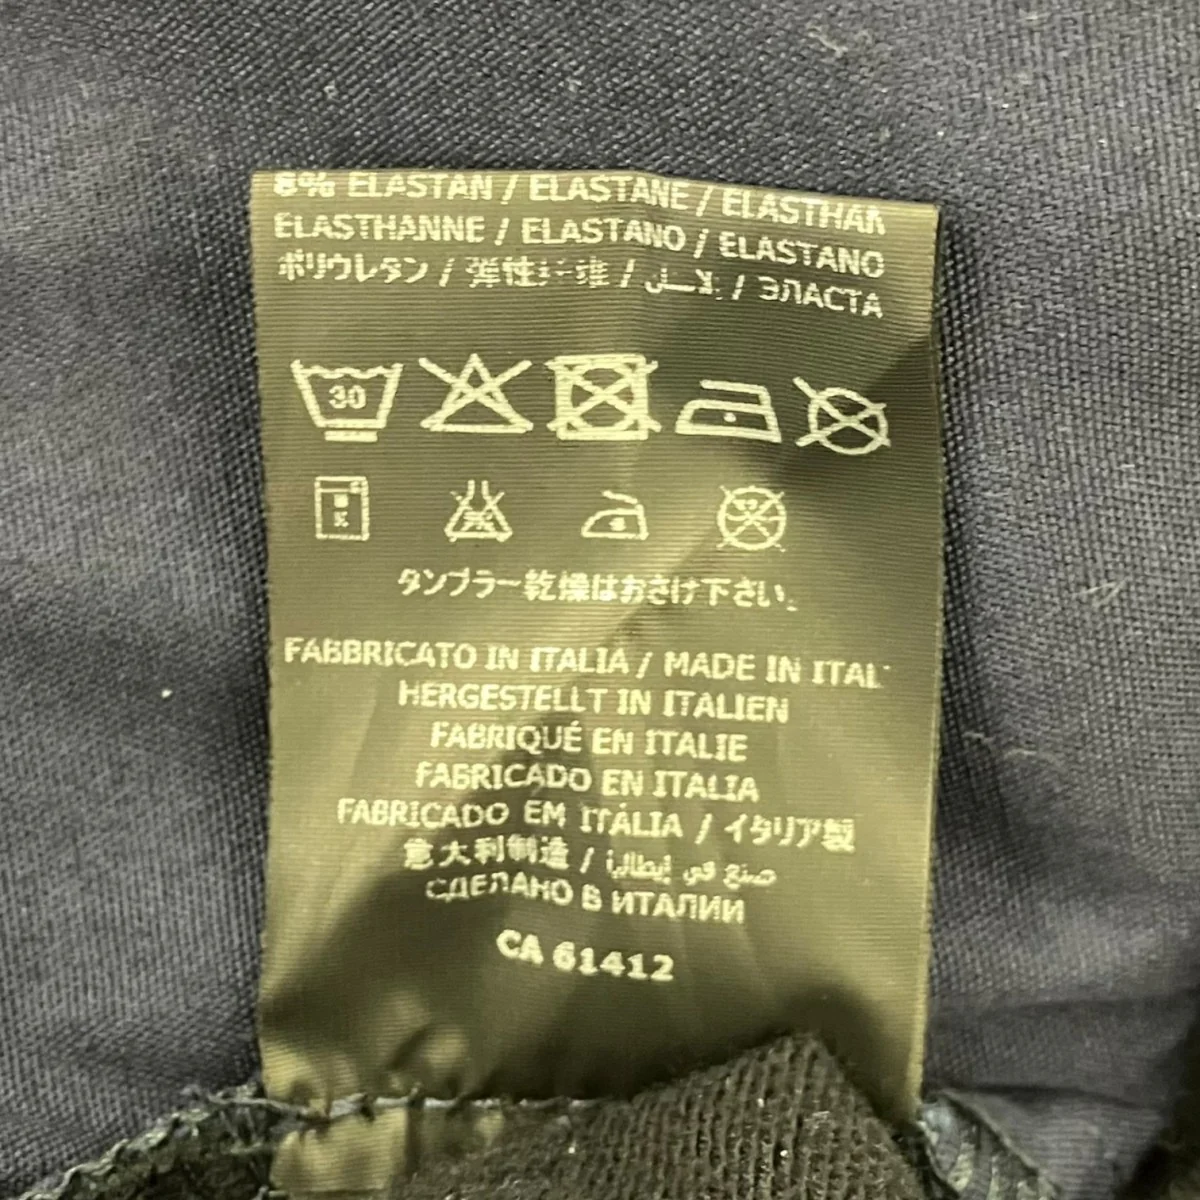 8% ELASTAN / ELASTANE / ELASTHAN
ELASTHANNE / ELASTANO / ELASTANO
ポリウレタン / 弹性纤维 / / ЭЛАСТА
30
タンブラー乾燥はおさけ下さい。
FABBRICATO IN ITALIA / MADE IN ITAL
HERGESTELLT IN ITALIEN
FABRIQUÉ EN ITALIE
FABRICADO EN ITALIA
FABRICADO EM ITÁLIA / イタリア製
意大利制造 / صنع في إيطاليا
СДЕЛАНО В ИТАЛИИ
CA 61412